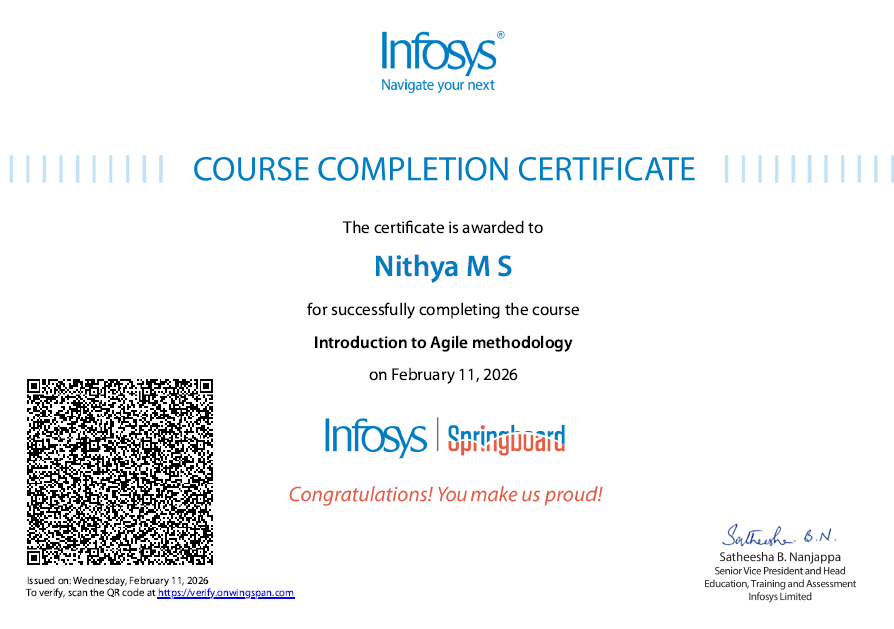 Infosys®
Navigate your next
COURSE COMPLETION CERTIFICATE
The certificate is awarded to
Nithya M S
for successfully completing the course
Introduction to Agile methodology
on February 11, 2026
Infosys | Springboard
Congratulations! You make us proud!
Issued on: Wednesday, February 11, 2026
To verify, scan the QR code at https://verify.onwingspan.com
Satheesha. B.N.
Satheesha B. Nanjappa
Senior Vice President and Head
Education, Training and Assessment
Infosys Limited